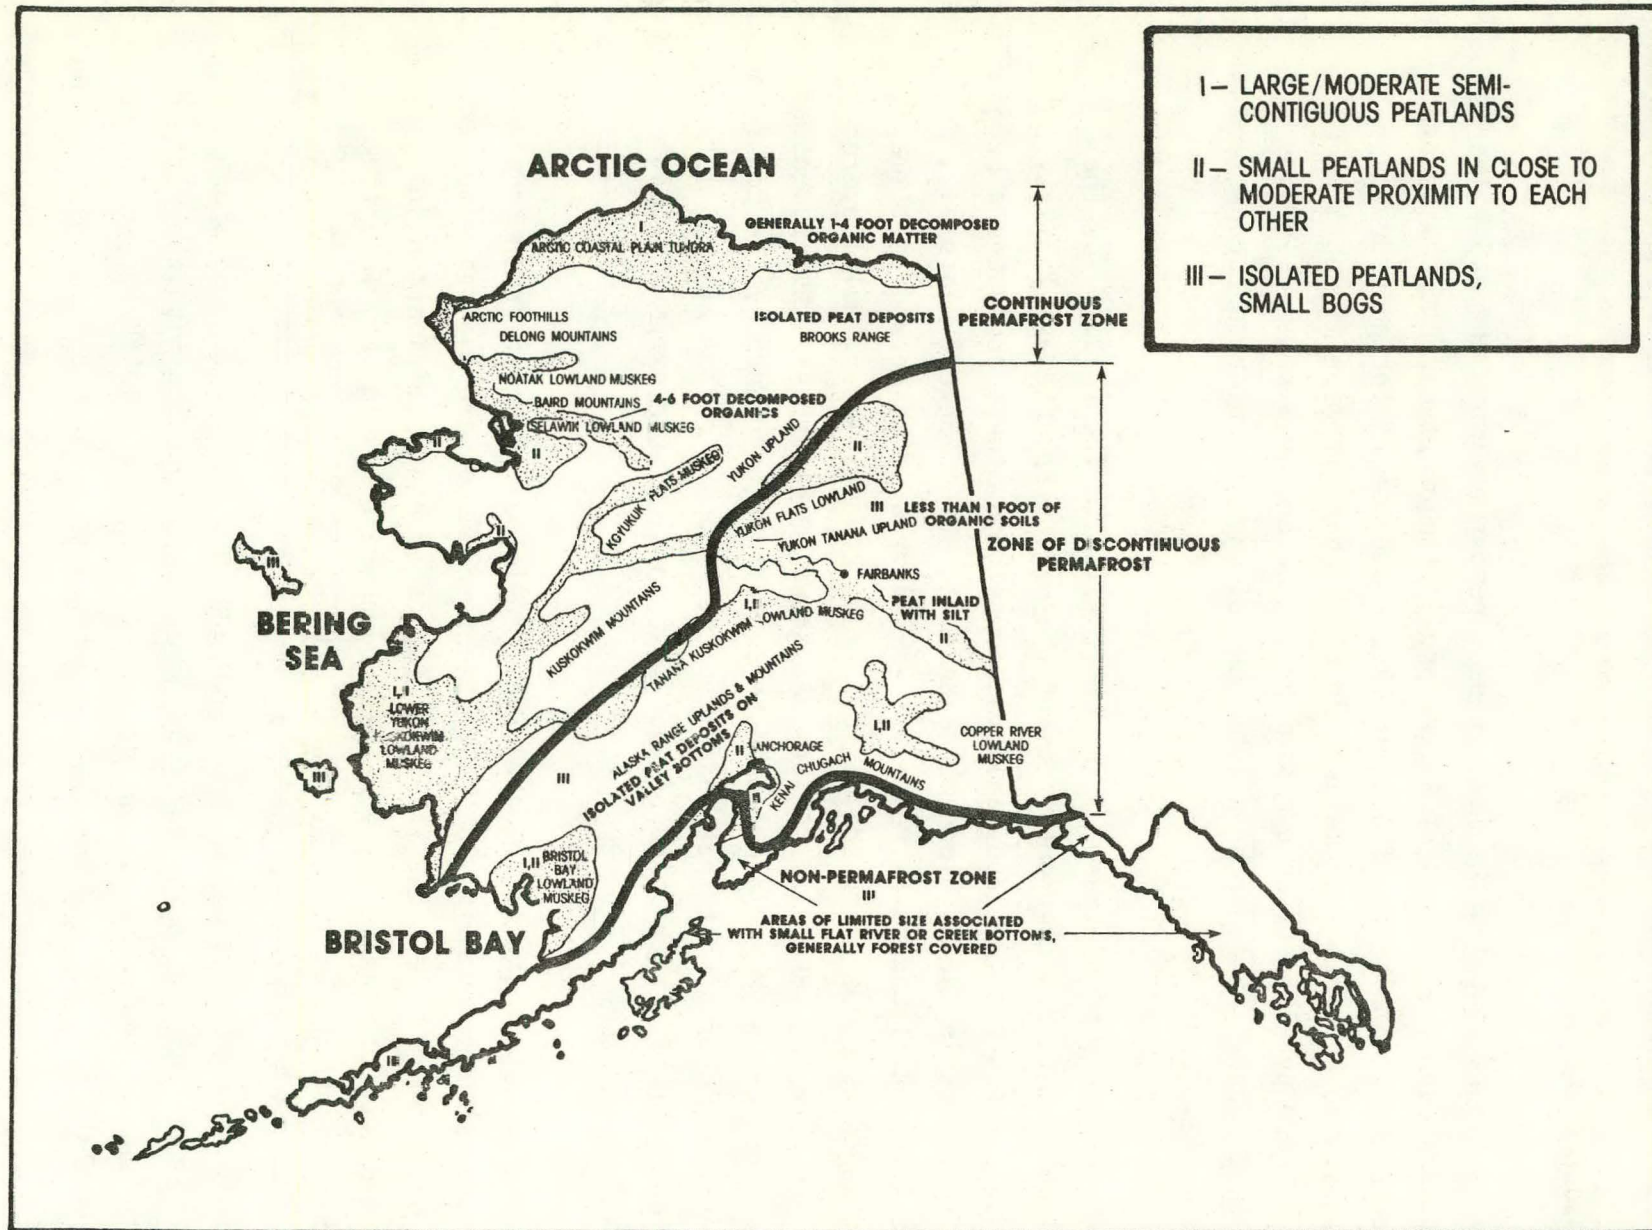 I – LARGE/MODERATE SEMI-
CONTIGUOUS PEATLANDS
II – SMALL PEATLANDS IN CLOSE TO
MODERATE PROXIMITY TO EACH
OTHER
III – ISOLATED PEATLANDS,
SMALL BOGS
ARCTIC OCEAN
I
ARCTIC COASTAL PLAIN TUNDRA
GENERALLY 1-4 FOOT DECOMPOSED
ORGANIC MATTER
CONTINUOUS
PERMAFROST ZONE
ARCTIC FOOTHILLS
DELONG MOUNTAINS
ISOLATED PEAT DEPOSITS
BROOKS RANGE
NOATAK LOWLAND MUSKEG
BAIRD MOUNTAINS
4-6 FOOT DECOMPOSED
ORGANICS
SELAWIK LOWLAND MUSKEG
II
II
II
KOYUKUK FLATS MUSKEG
YUKON UPLAND
II
YUKON FLATS LOWLAND
III
LESS THAN 1 FOOT OF
ORGANIC SOILS
YUKON TANANA UPLAND
ZONE OF DISCONTINUOUS
PERMAFROST
FAIRBANKS
PEAT INLAID
WITH SILT
II
III
BERING
SEA
KUSKOKWIM MOUNTAINS
I,II
TANANA KUSKOKWIM LOWLAND MUSKEG
I,II
LOWER
YUKON
KUSKOKWIM
LOWLAND
MUSKEG
III
III
ALASKA RANGE UPLANDS & MOUNTAINS
ISOLATED PEAT DEPOSITS ON
VALLEY BOTTOMS
I,II
COPPER RIVER
LOWLAND
MUSKEG
II
ANCHORAGE
II
KENAI CHUGACH MOUNTAINS
I,II
BRISTOL
BAY
LOWLAND
MUSKEG
BRISTOL BAY
NON-PERMAFROST ZONE
III
AREAS OF LIMITED SIZE ASSOCIATED
WITH SMALL FLAT RIVER OR CREEK BOTTOMS,
GENERALLY FOREST COVERED
III